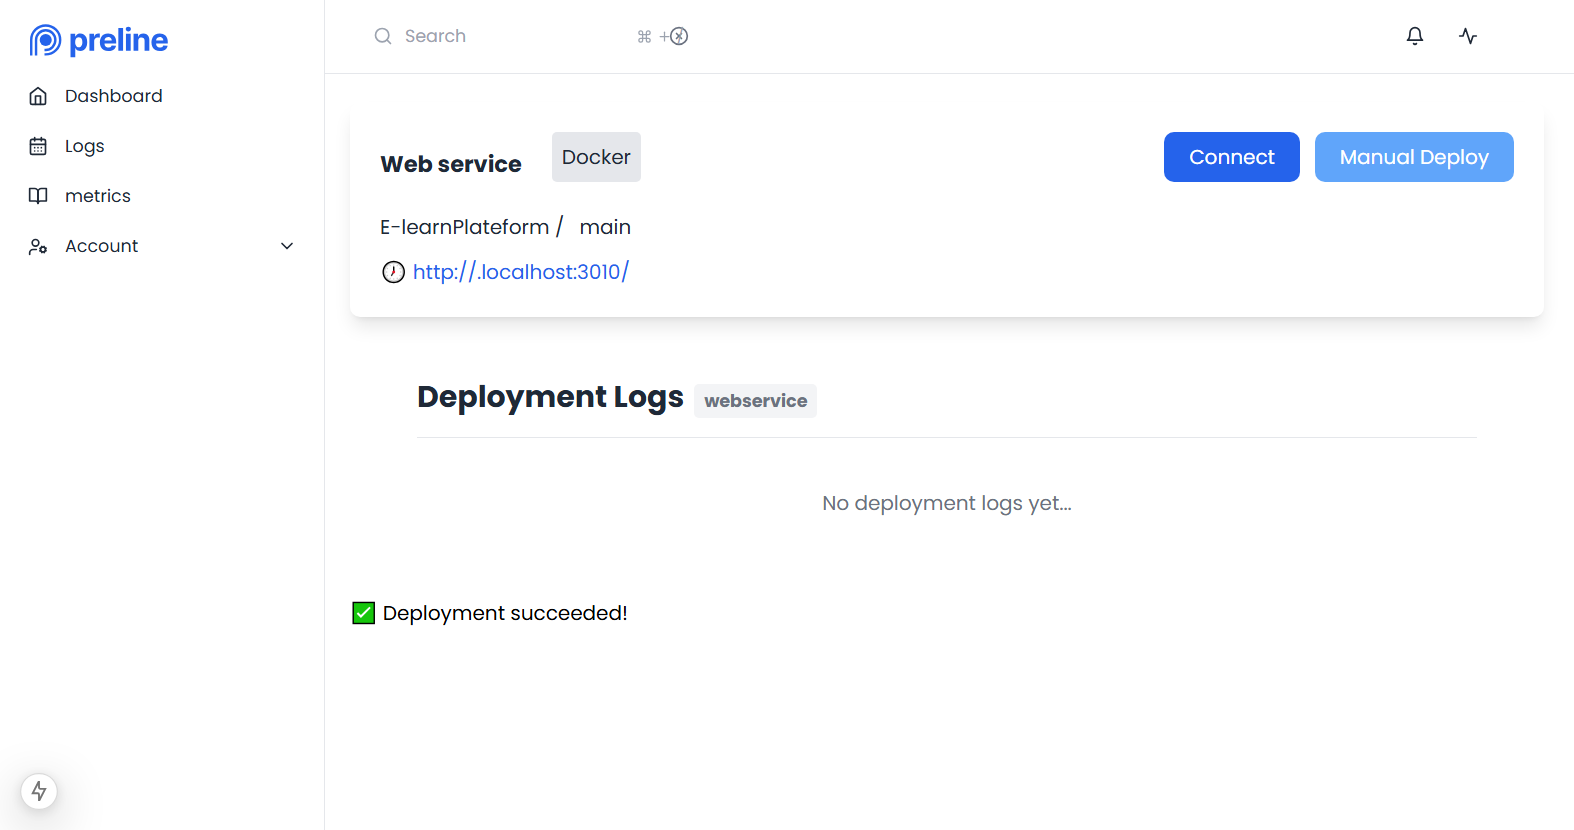 preline
Dashboard
Logs
metrics
Account
Search
⌘ +
Web service
Docker
Connect
Manual Deploy
E-learnPlateform / main
http://.localhost:3010/
Deployment Logs
webservice
No deployment logs yet...
✅ Deployment succeeded!